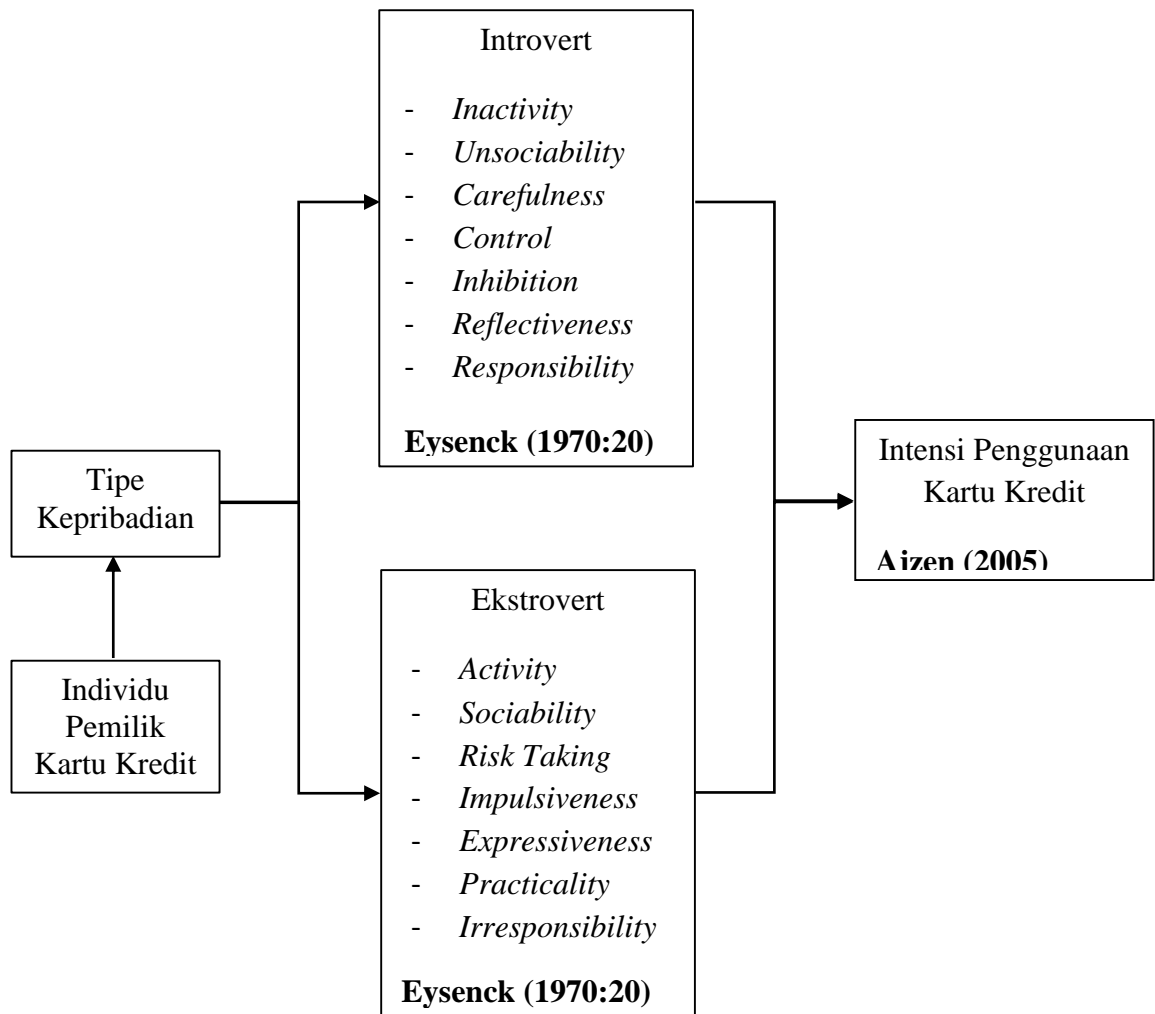 Introvert
- Inactivity
- Unsociability
- Carefulness
- Control
- Inhibition
- Reflectiveness
- Responsibility
Eysenck (1970:20)
Tipe
Kepribadian
Individu
Pemilik
Kartu Kredit
Ekstrovert
- Activity
- Sociability
- Risk Taking
- Impulsiveness
- Expressiveness
- Practicality
- Irresponsibility
Eysenck (1970:20)
Intensi Penggunaan
Kartu Kredit
Ajzen (2005)